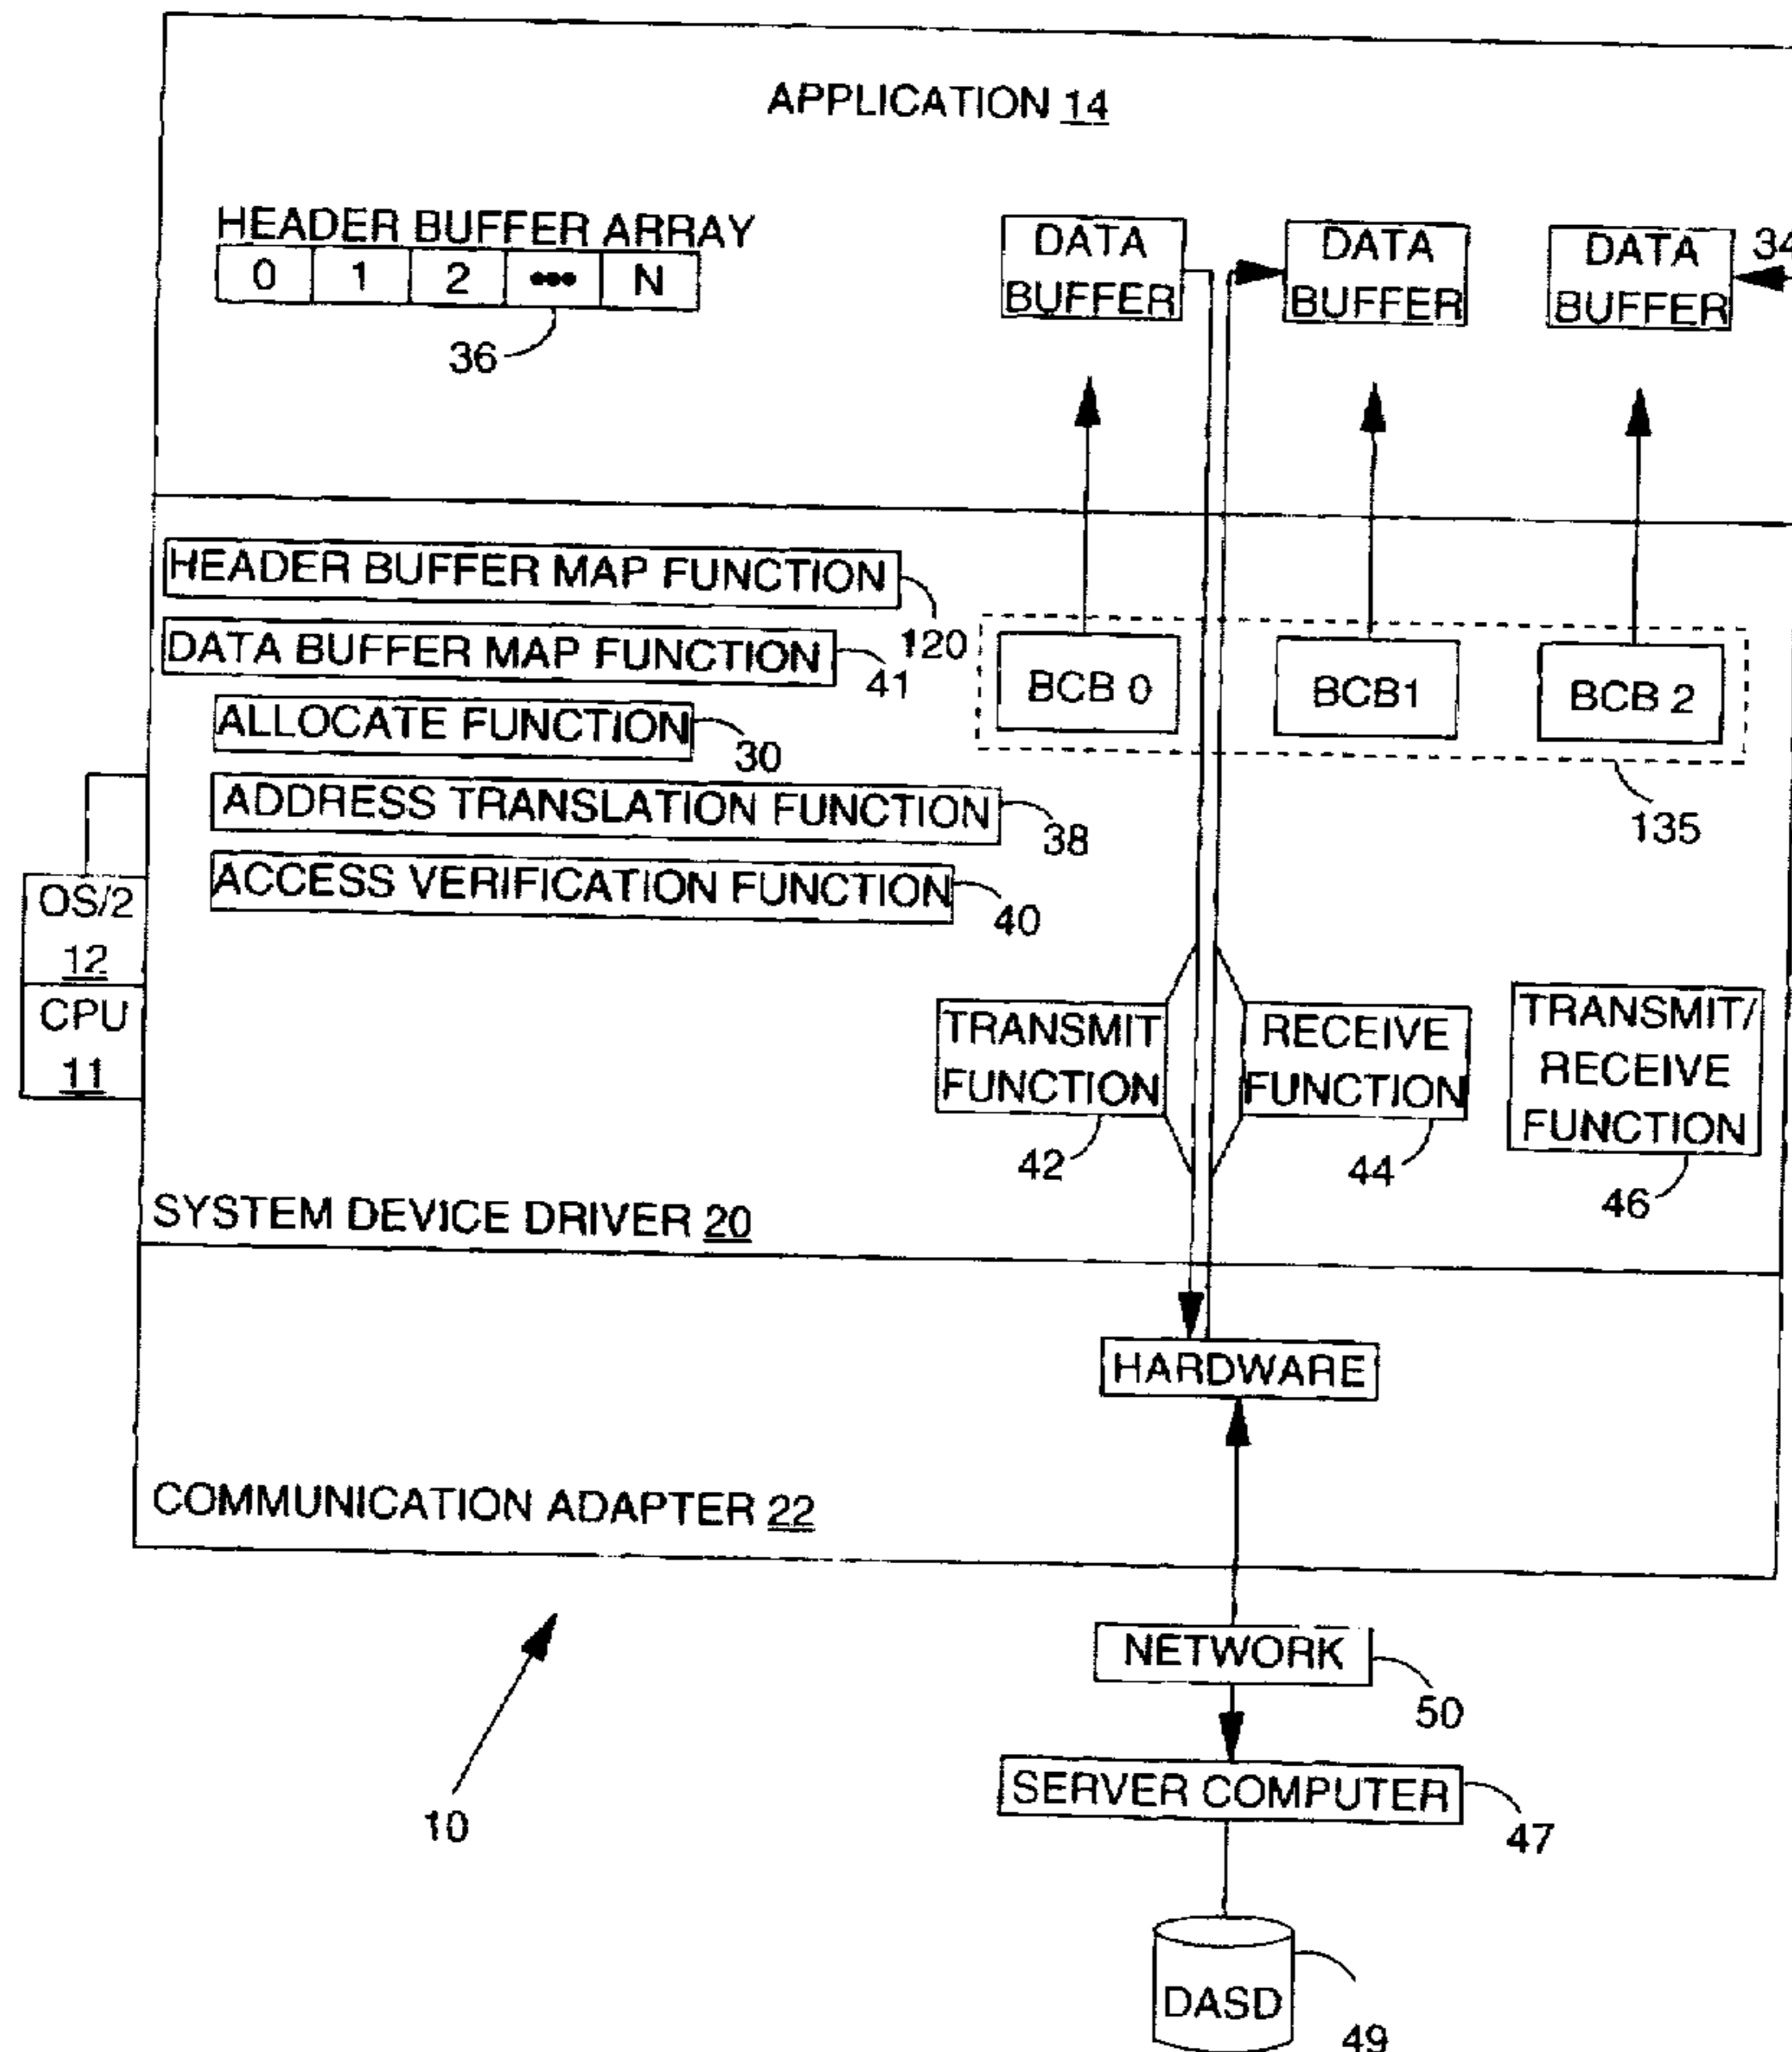 APPLICATION 14
HEADER BUFFER ARRAY
0 1 2 ••• N
36
DATA
BUFFER
DATA
BUFFER
DATA
BUFFER
34
HEADER BUFFER MAP FUNCTION
120
DATA BUFFER MAP FUNCTION
41
ALLOCATE FUNCTION
30
ADDRESS TRANSLATION FUNCTION
38
ACCESS VERIFICATION FUNCTION
40
BCB 0
BCB1
BCB 2
135
OS/2
12
CPU
11
TRANSMIT
FUNCTION
42
RECEIVE
FUNCTION
44
TRANSMIT/
RECEIVE
FUNCTION
46
SYSTEM DEVICE DRIVER 20
HARDWARE
COMMUNICATION ADAPTER 22
NETWORK
50
SERVER COMPUTER
47
10
DASD
49